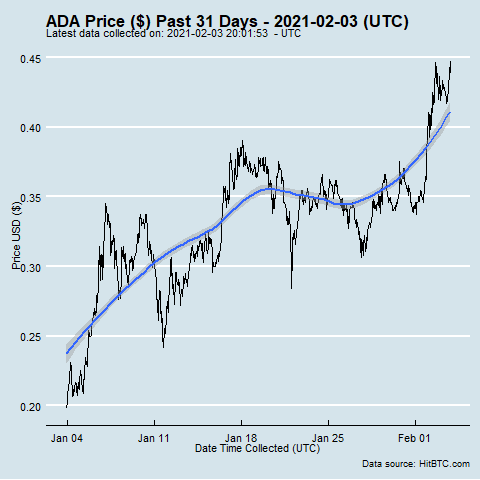 ADA Price ($) Past 31 Days - 2021-02-03 (UTC)
Latest data collected on: 2021-02-03 20:01:53 - UTC
0.45
0.40
0.35
0.30
0.25
0.20
Price USD ($)
Jan 04
Jan 11
Jan 18
Jan 25
Feb 01
Date Time Collected (UTC)
Data source: HitBTC.com